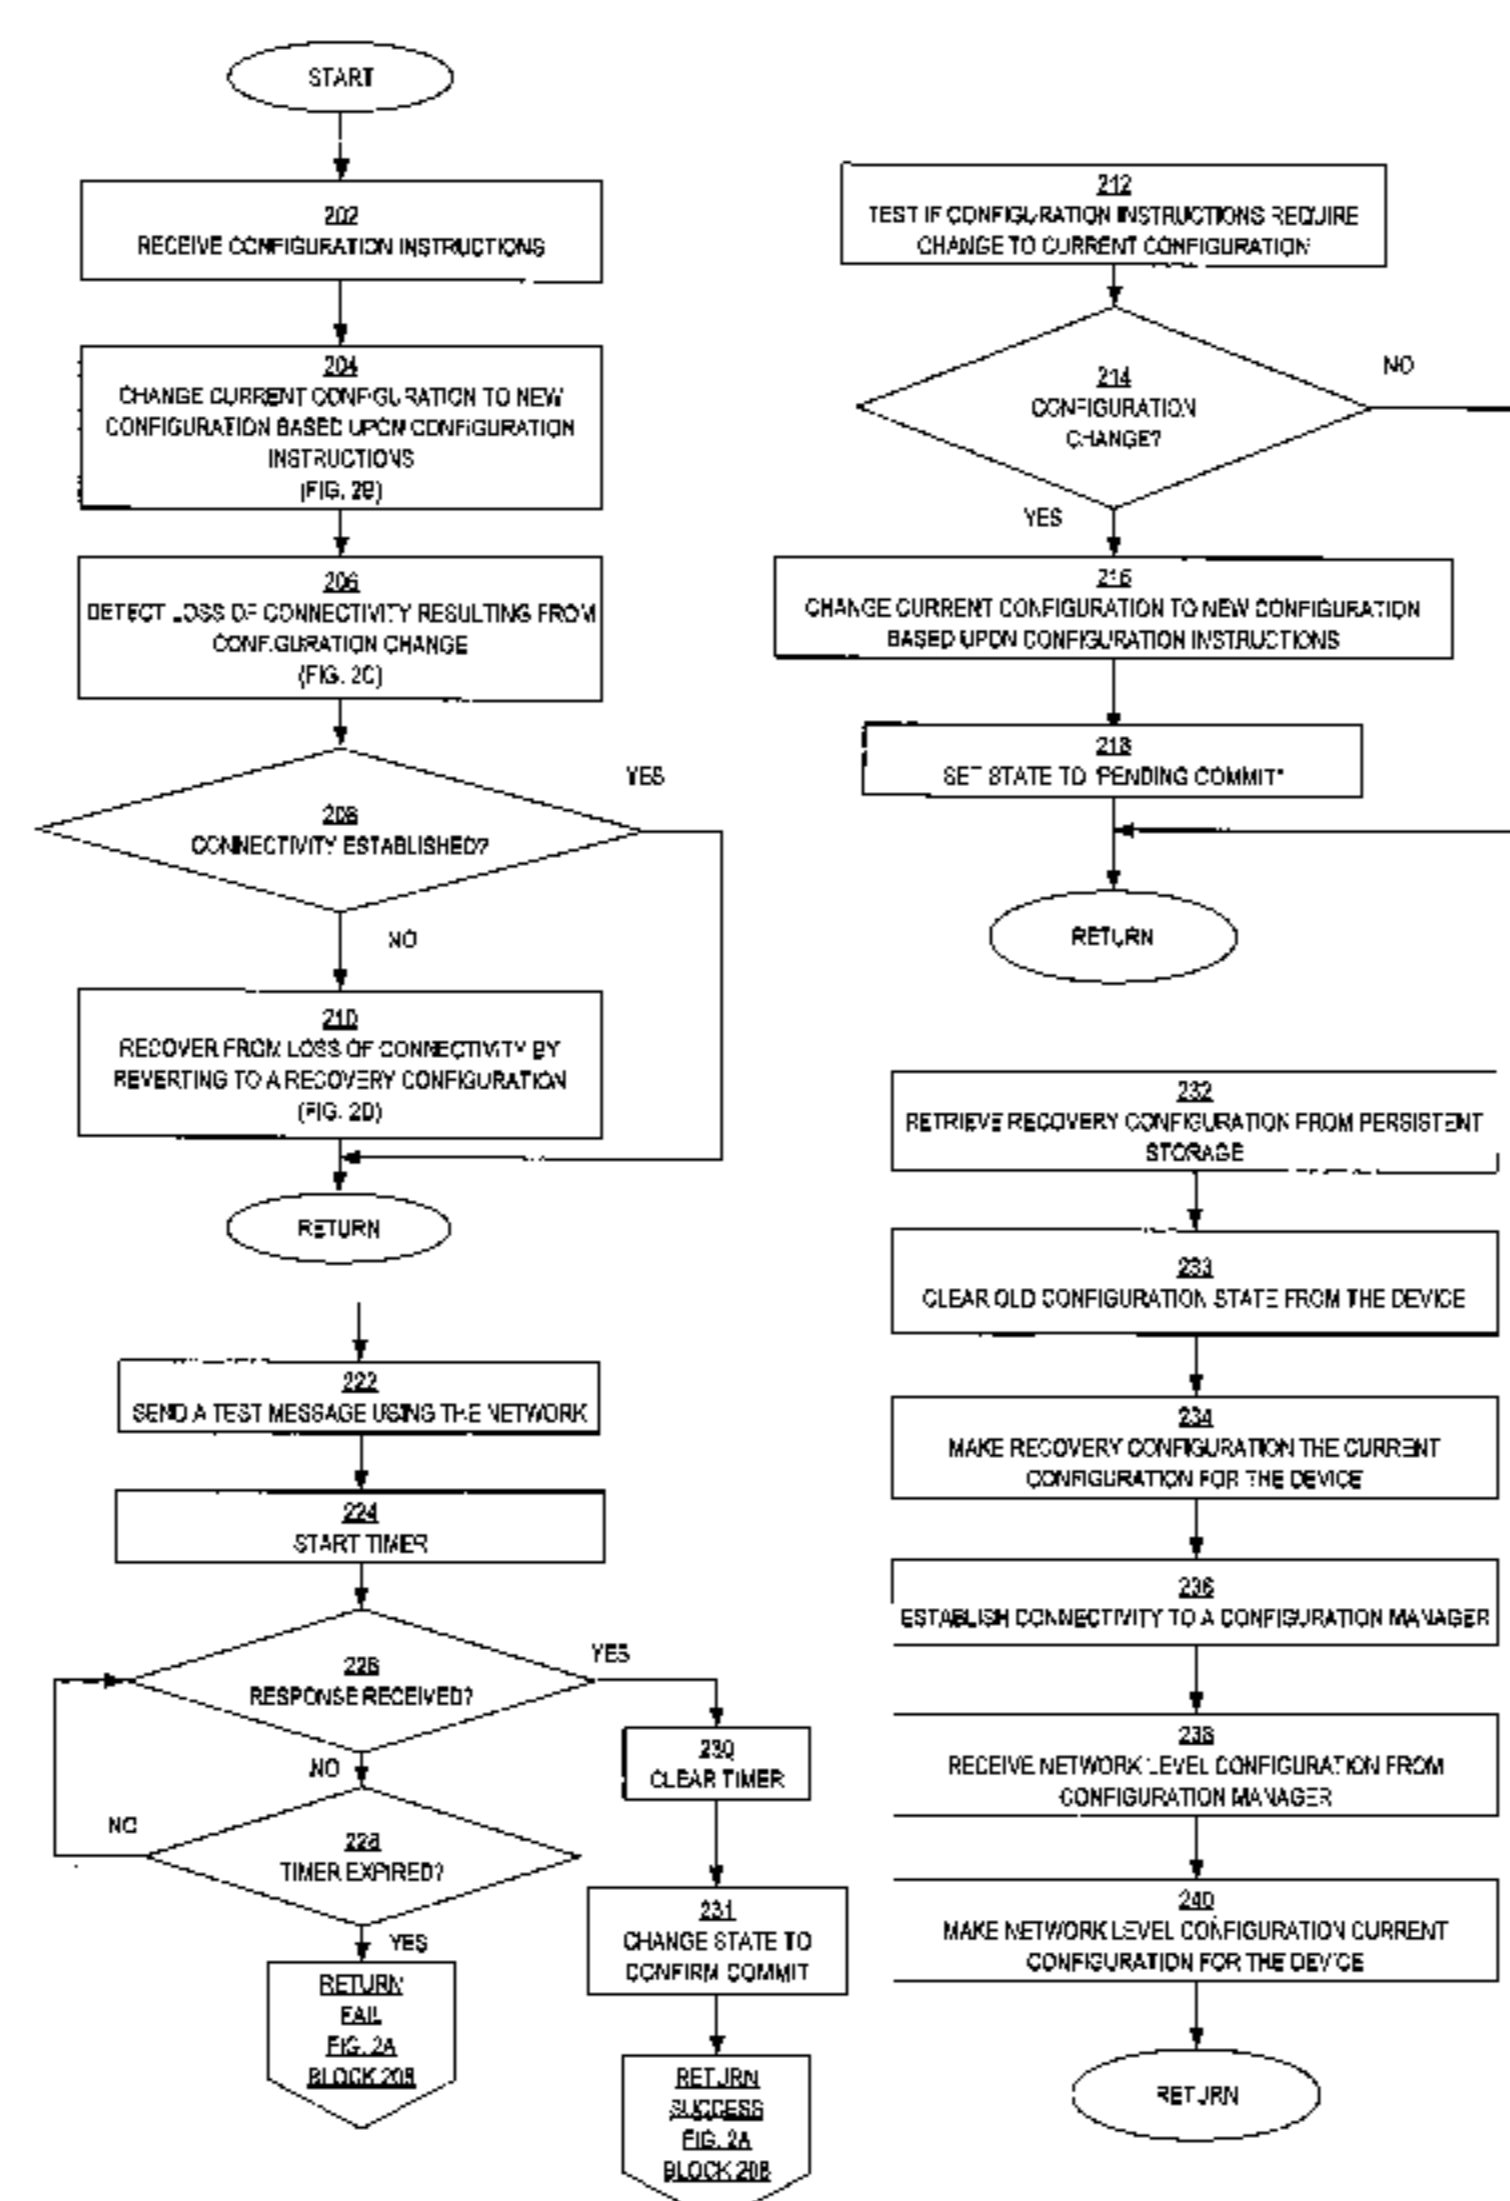 START
202
RECEIVE CONFIGURATION INSTRUCTIONS
204
CHANGE CURRENT CONFIGURATION TO NEW
CONFIGURATION BASED UPON CONFIGURATION
INSTRUCTIONS
(FIG. 2B)
206
DETECT LOSS OF CONNECTIVITY RESULTING FROM
CONFIGURATION CHANGE
(FIG. 2C)
YES
208
CONNECTIVITY ESTABLISHED?
NO
210
RECOVER FROM LOSS OF CONNECTIVITY BY
REVERTING TO A RECOVERY CONFIGURATION
(FIG. 2D)
RETURN
212
TEST IF CONFIGURATION INSTRUCTIONS REQUIRE
CHANGE TO CURRENT CONFIGURATION
NO
214
CONFIGURATION
CHANGE?
YES
216
CHANGE CURRENT CONFIGURATION TO NEW CONFIGURATION
BASED UPON CONFIGURATION INSTRUCTIONS
218
SET STATE TO "PENDING COMMIT"
RETURN
222
SEND A TEST MESSAGE USING THE NETWORK
224
START TIMER
226
RESPONSE RECEIVED?
YES
NO
228
TIMER EXPIRED?
NO
YES
RETURN
FAIL
FIG. 2A
BLOCK 208
230
CLEAR TIMER
231
CHANGE STATE TO
CONFIRM COMMIT
RETURN
SUCCESS
FIG. 2A
BLOCK 208
232
RETRIEVE RECOVERY CONFIGURATION FROM PERSISTENT
STORAGE
233
CLEAR OLD CONFIGURATION STATE FROM THE DEVICE
234
MAKE RECOVERY CONFIGURATION THE CURRENT
CONFIGURATION FOR THE DEVICE
236
ESTABLISH CONNECTIVITY TO A CONFIGURATION MANAGER
238
RECEIVE NETWORK LEVEL CONFIGURATION FROM
CONFIGURATION MANAGER
240
MAKE NETWORK LEVEL CONFIGURATION CURRENT
CONFIGURATION FOR THE DEVICE
RETURN